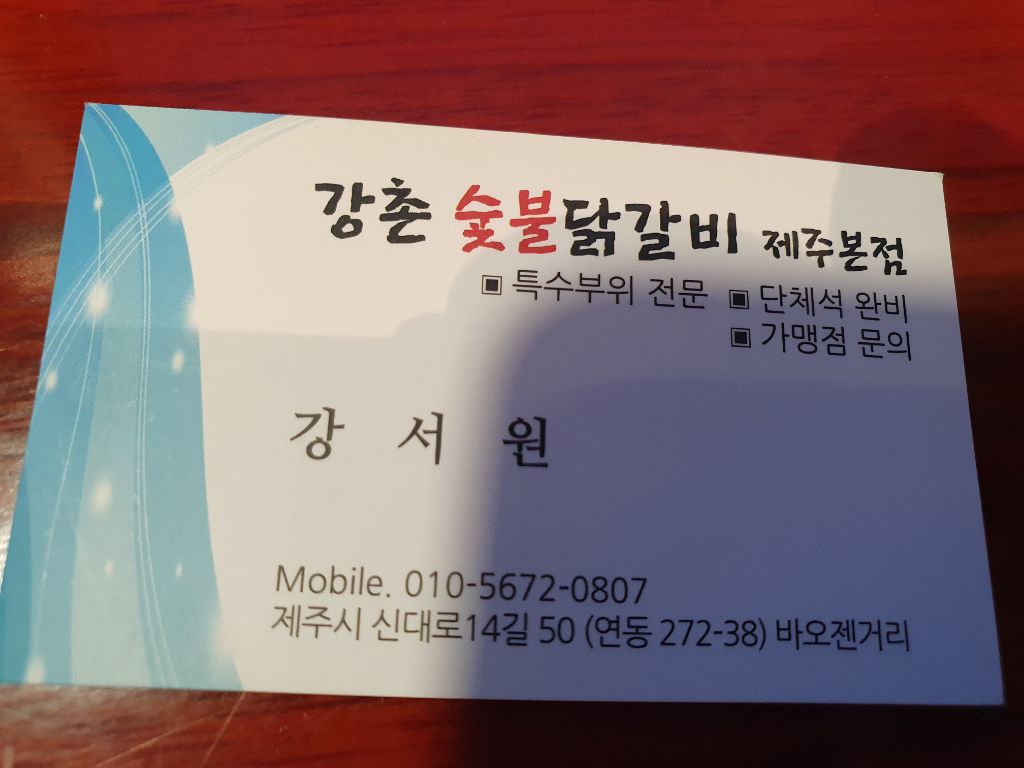 강촌 숯불닭갈비 제주본점
▣ 특수부위 전문 ▣ 단체석 완비
▣ 가맹점 문의
강 서 원
Mobile. 010-5672-0807
제주시 신대로14길 50 (연동 272-38) 바오젠거리